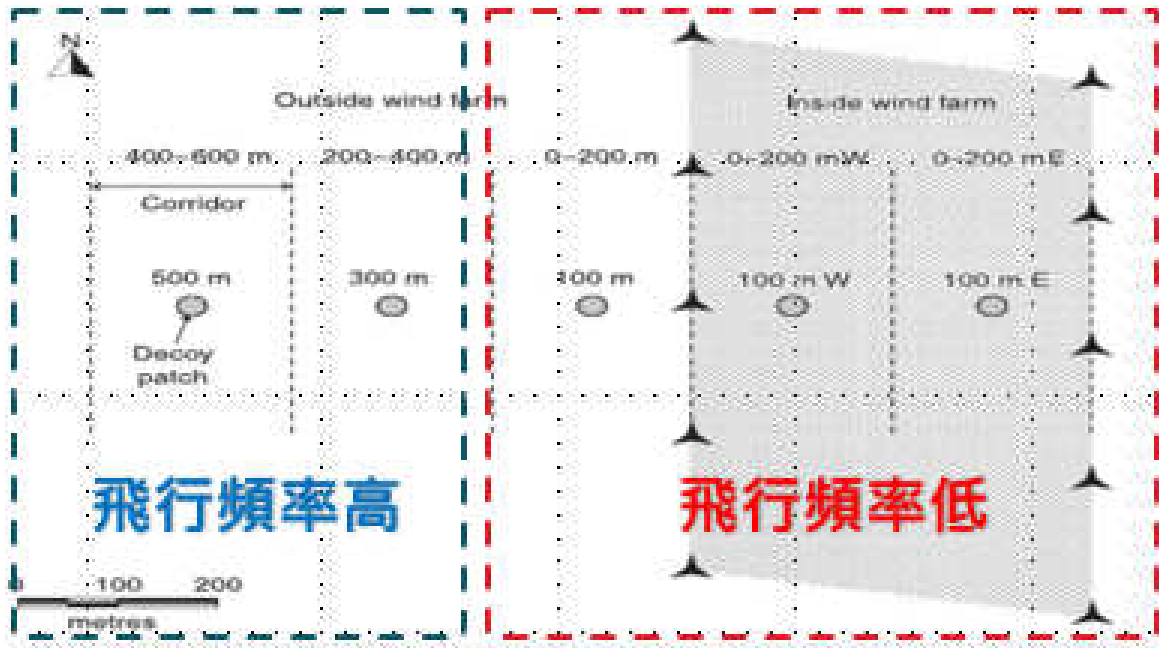 N
Outside wind farm
Inside wind farm
400-600 m
200-400 m
0-200 m
0-200 mW
0-200 mE
Corridor
500 m
300 m
100 m
100 m W
100 m E
Decoy
patch
飛行頻率高
飛行頻率低
0 100 200
metres